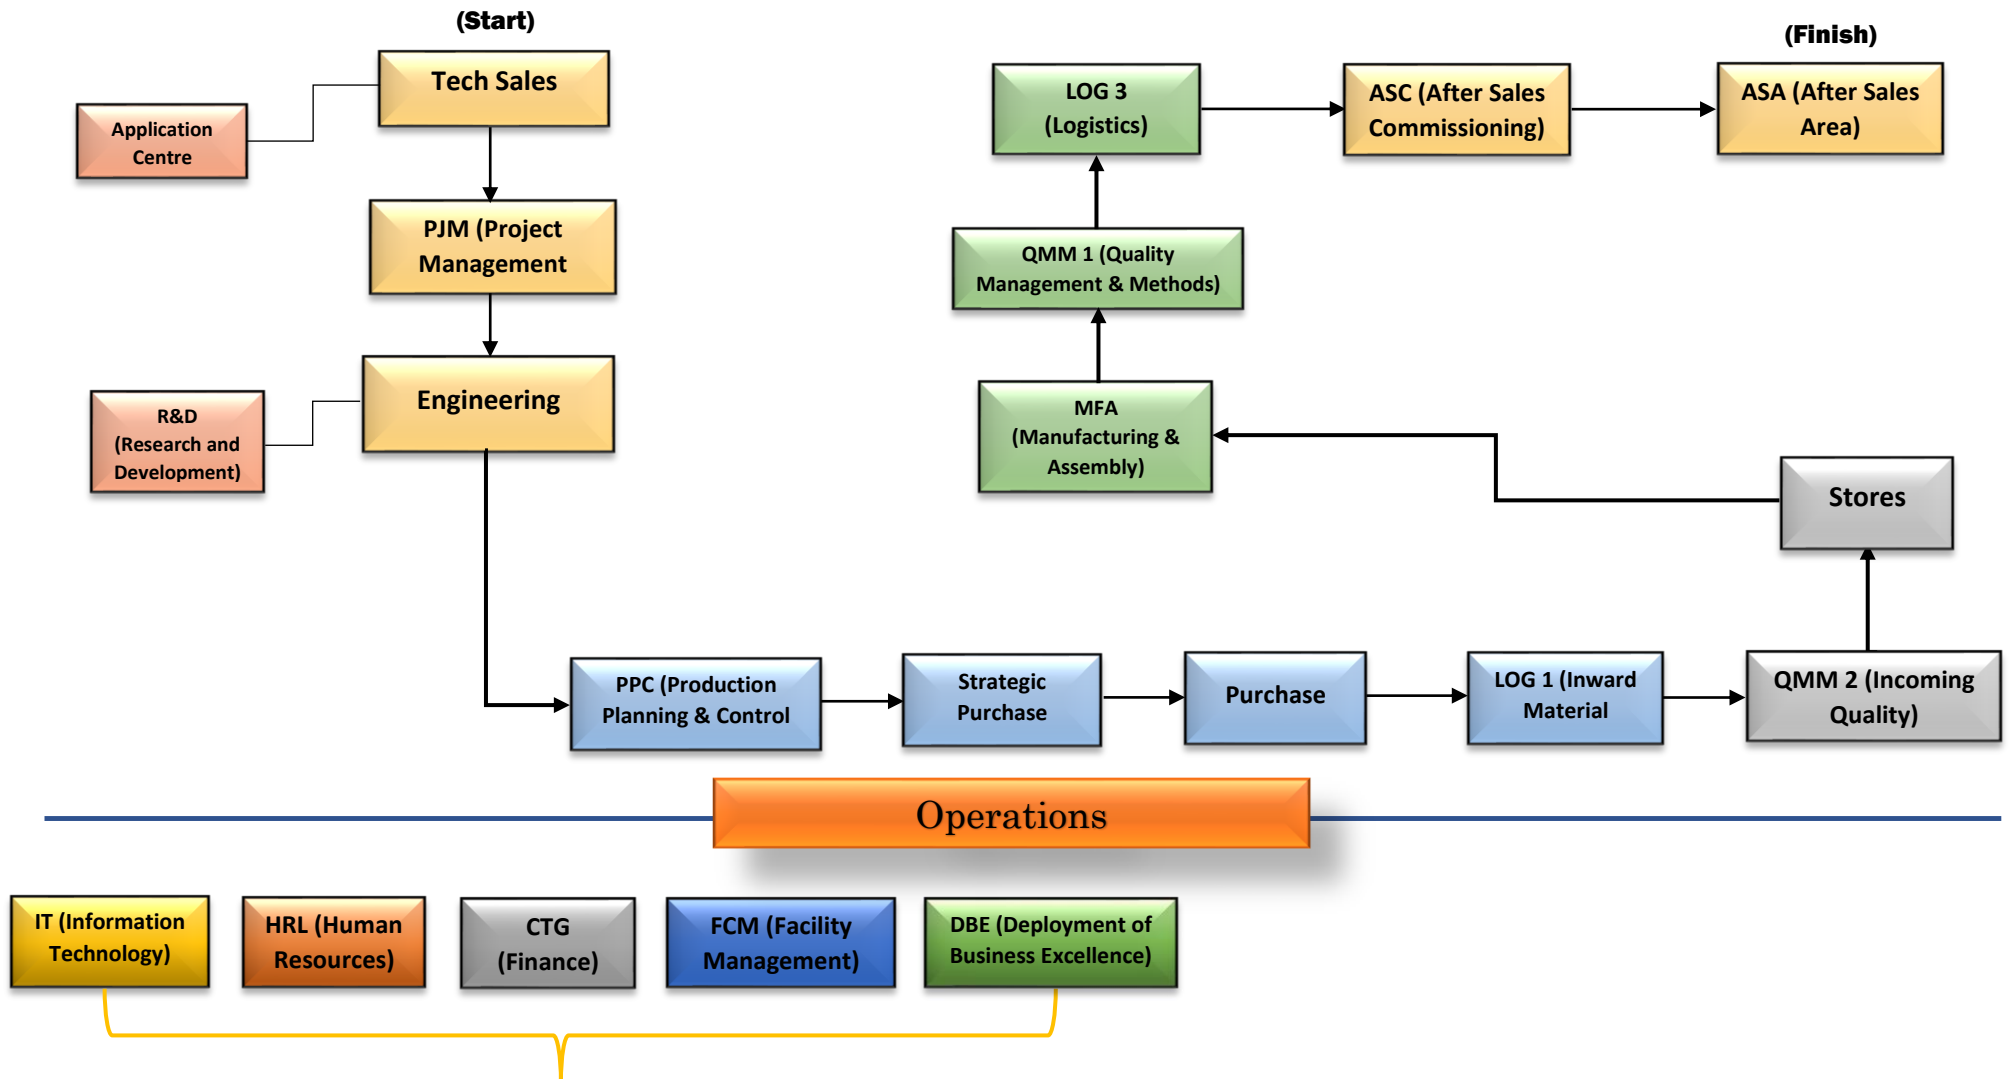 (Start)
Tech Sales
Application
Centre
PJM (Project
Management
Engineering
R&D
(Research and
Development)
PPC (Production
Planning & Control
Strategic
Purchase
Purchase
LOG 1 (Inward
Material
QMM 2 (Incoming
Quality)
Stores
MFA
(Manufacturing &
Assembly)
QMM 1 (Quality
Management & Methods)
LOG 3
(Logistics)
ASC (After Sales
Commissioning)
(Finish)
ASA (After Sales
Area)
Operations
IT (Information
Technology)
HRL (Human
Resources)
CTG
(Finance)
FCM (Facility
Management)
DBE (Deployment of
Business Excellence)